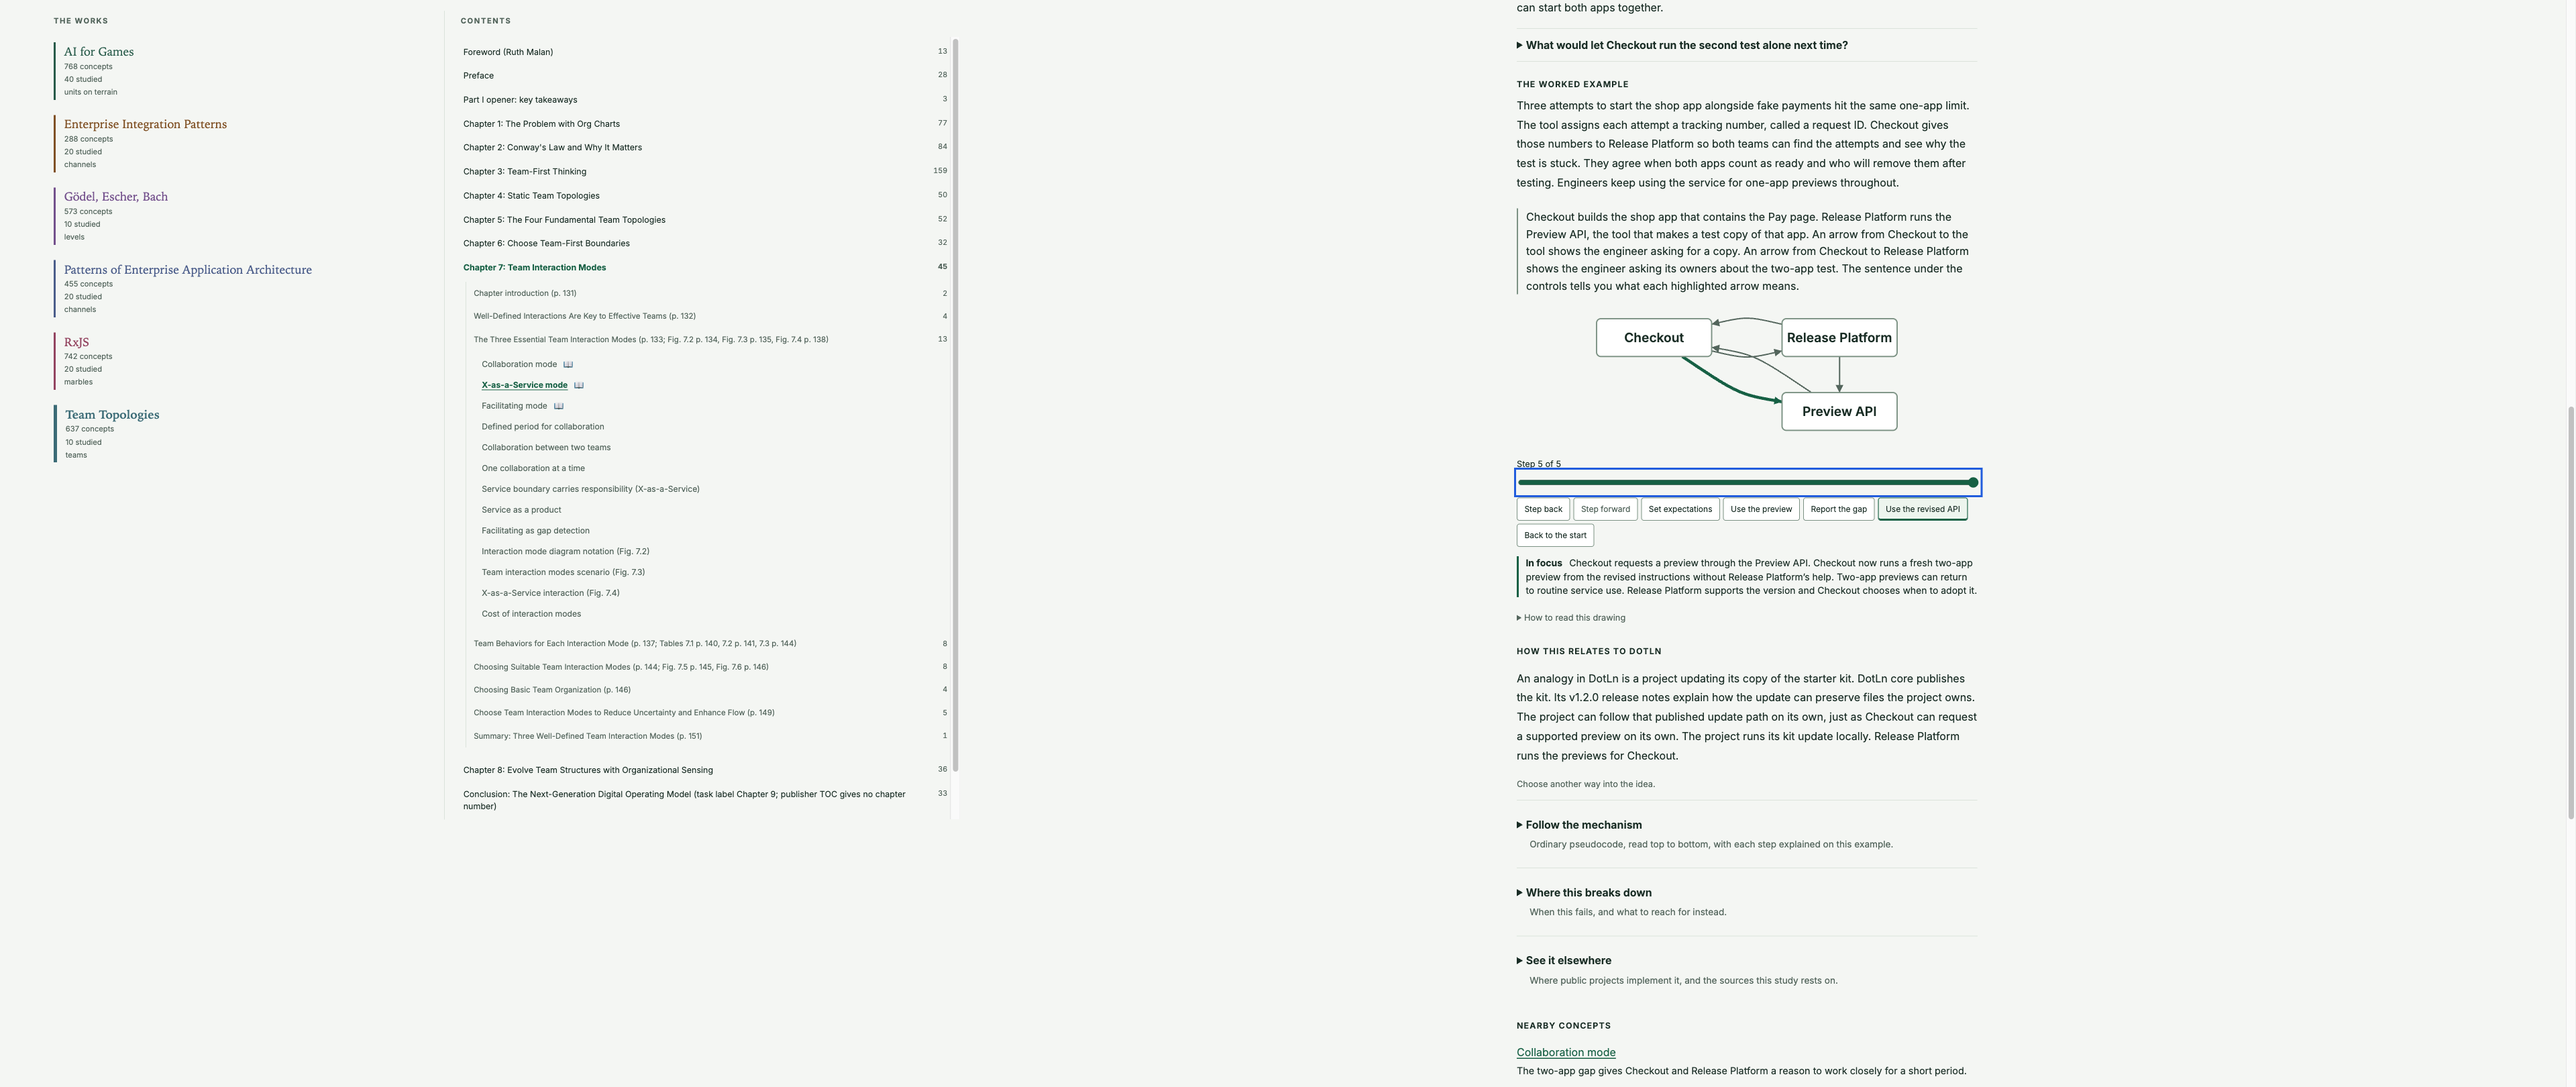 THE WORKS
AI for Games
768 concepts
40 studied
units on terrain
Enterprise Integration Patterns
288 concepts
20 studied
channels
Gödel, Escher, Bach
573 concepts
10 studied
levels
Patterns of Enterprise Application Architecture
455 concepts
20 studied
channels
RxJS
742 concepts
20 studied
marbles
Team Topologies
637 concepts
10 studied
teams
CONTENTS
Foreword (Ruth Malan) 13
Preface 28
Part I opener: key takeaways 3
Chapter 1: The Problem with Org Charts 77
Chapter 2: Conway's Law and Why It Matters 84
Chapter 3: Team-First Thinking 159
Chapter 4: Static Team Topologies 50
Chapter 5: The Four Fundamental Team Topologies 52
Chapter 6: Choose Team-First Boundaries 32
Chapter 7: Team Interaction Modes 45
Chapter introduction (p. 131) 2
Well-Defined Interactions Are Key to Effective Teams (p. 132) 4
The Three Essential Team Interaction Modes (p. 133; Fig. 7.2 p. 134, Fig. 7.3 p. 135, Fig. 7.4 p. 138) 13
Collaboration mode
X-as-a-Service mode
Facilitating mode
Defined period for collaboration
Collaboration between two teams
One collaboration at a time
Service boundary carries responsibility (X-as-a-Service)
Service as a product
Facilitating as gap detection
Interaction mode diagram notation (Fig. 7.2)
Team interaction modes scenario (Fig. 7.3)
X-as-a-Service interaction (Fig. 7.4)
Cost of interaction modes
Team Behaviors for Each Interaction Mode (p. 137; Tables 7.1 p. 140, 7.2 p. 141, 7.3 p. 144) 8
Choosing Suitable Team Interaction Modes (p. 144; Fig. 7.5 p. 145, Fig. 7.6 p. 146) 8
Choosing Basic Team Organization (p. 146) 4
Choose Team Interaction Modes to Reduce Uncertainty and Enhance Flow (p. 149) 5
Summary: Three Well-Defined Team Interaction Modes (p. 151) 1
Chapter 8: Evolve Team Structures with Organizational Sensing 36
Conclusion: The Next-Generation Digital Operating Model (task label Chapter 9; publisher TOC gives no chapter 33
number)
can start both apps together.
What would let Checkout run the second test alone next time?
THE WORKED EXAMPLE
Three attempts to start the shop app alongside fake payments hit the same one-app limit.
The tool assigns each attempt a tracking number, called a request ID. Checkout gives
those numbers to Release Platform so both teams can find the attempts and see why the
test is stuck. They agree when both apps count as ready and who will remove them after
testing. Engineers keep using the service for one-app previews throughout.
Checkout builds the shop app that contains the Pay page. Release Platform runs the
Preview API, the tool that makes a test copy of that app. An arrow from Checkout to the
tool shows the engineer asking for a copy. An arrow from Checkout to Release Platform
shows the engineer asking its owners about the two-app test. The sentence under the
controls tells you what each highlighted arrow means.
Checkout
Release Platform
Preview API
Step 5 of 5
Step back
Step forward
Set expectations
Use the preview
Report the gap
Use the revised API
Back to the start
In focus Checkout requests a preview through the Preview API. Checkout now runs a fresh two-app
preview from the revised instructions without Release Platform's help. Two-app previews can return
to routine service use. Release Platform supports the version and Checkout chooses when to adopt it.
How to read this drawing
HOW THIS RELATES TO DOTLN
An analogy in DotLn is a project updating its copy of the starter kit. DotLn core publishes
the kit. Its v1.2.0 release notes explain how the update can preserve files the project owns.
The project can follow that published update path on its own, just as Checkout can request
a supported preview on its own. The project runs its kit update locally. Release Platform
runs the previews for Checkout.
Choose another way into the idea.
Follow the mechanism
Ordinary pseudocode, read top to bottom, with each step explained on this example.
Where this breaks down
When this fails, and what to reach for instead.
See it elsewhere
Where public projects implement it, and the sources this study rests on.
NEARBY CONCEPTS
Collaboration mode
The two-app gap gives Checkout and Release Platform a reason to work closely for a short period.